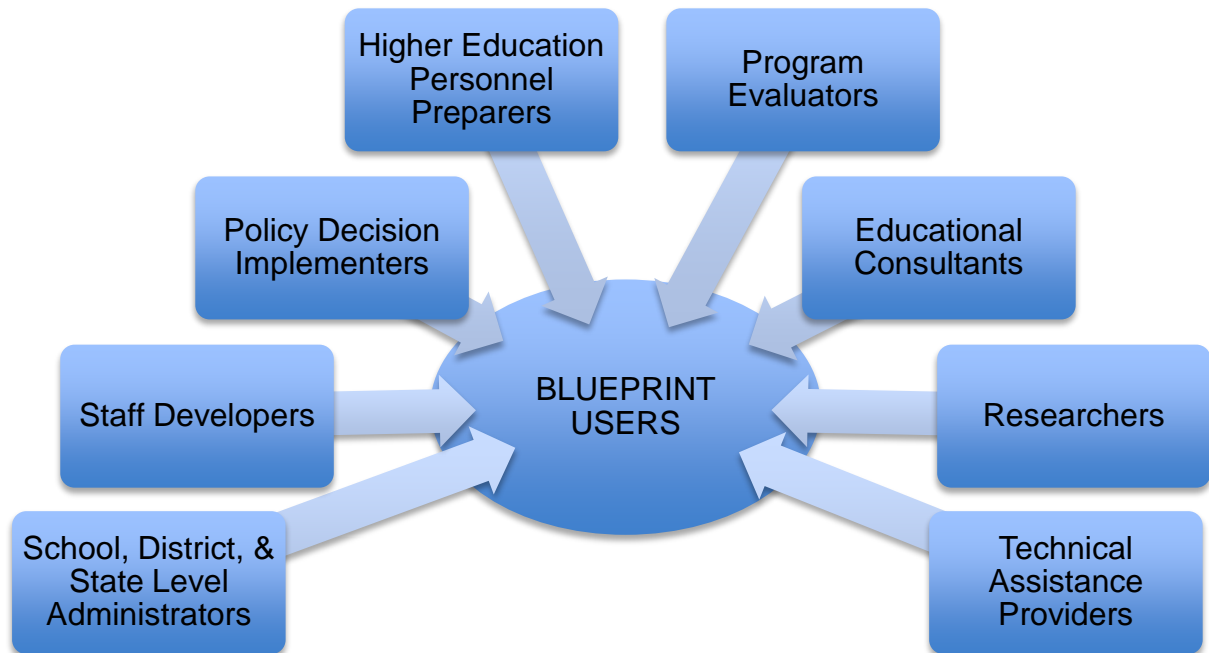 Higher Education
Personnel
Preparers
Program
Evaluators
Policy Decision
Implementers
Educational
Consultants
BLUEPRINT
USERS
Staff Developers
Researchers
School, District, &
State Level
Administrators
Technical
Assistance
Providers